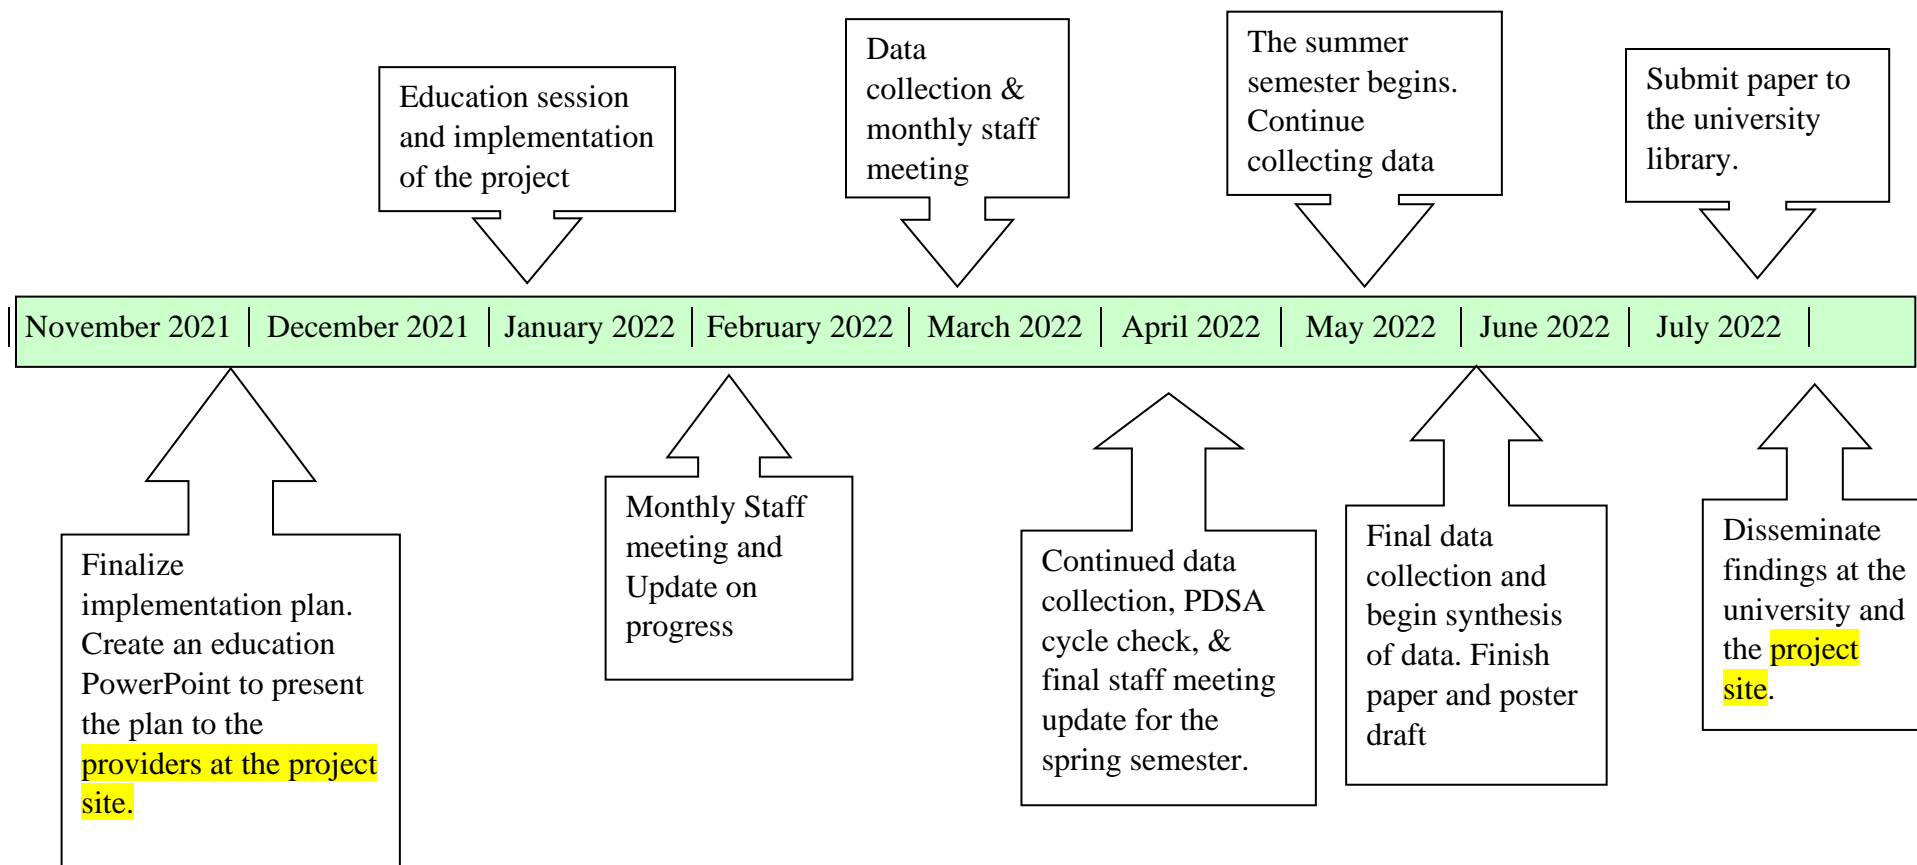 Education session
and implementation
of the project
Data
collection &
monthly staff
meeting
The summer
semester begins.
Continue
collecting data
Submit paper to
the university
library.
November 2021 December 2021 January 2022 February 2022 March 2022 April 2022 May 2022 June 2022 July 2022
Finalize
implementation plan.
Create an education
PowerPoint to present
the plan to the
providers at the project
site.
Monthly Staff
meeting and
Update on
progress
Continued data
collection, PDSA
cycle check, &
final staff meeting
update for the
spring semester.
Final data
collection and
begin synthesis
of data. Finish
paper and poster
draft
Disseminate
findings at the
university and
the project
site.